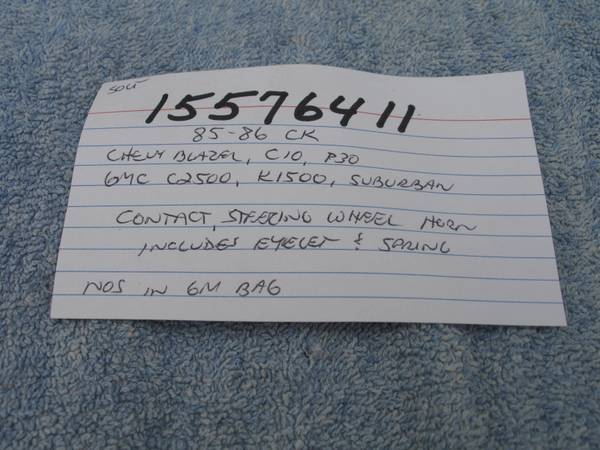 15576411
85-86 CK
CHEVY BLAZER, C10, P30
GMC C2500, K1500, SUBURBAN
CONTACT, STEERING WHEEL HORN
INCLUDES EYELET & SPRING
NOS IN GM BAG